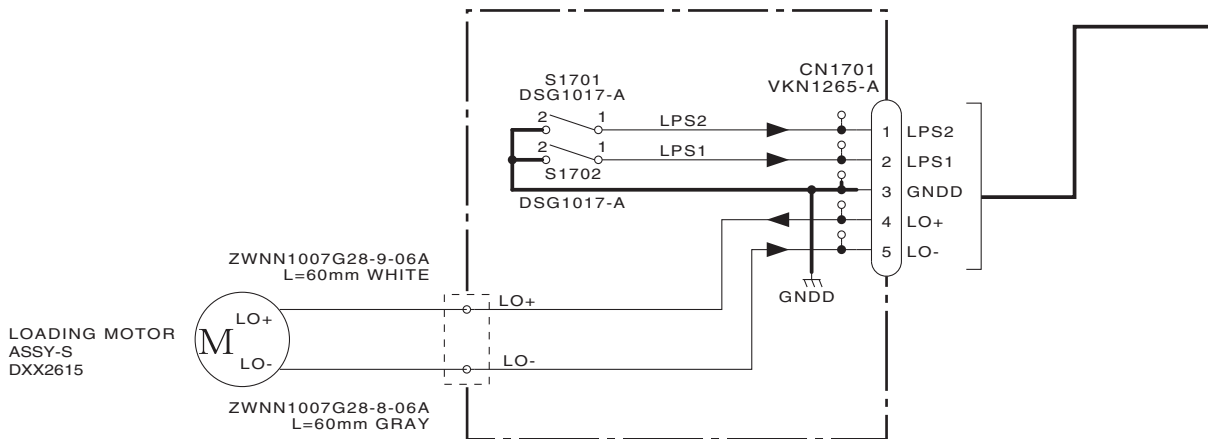 S1701
DSG1017-A
CN1701
VKN1265-A
2 1 LPS2
1 LPS2
2 1 LPS1
2 LPS1
S1702
3 GNDD
DSG1017-A
4 LO+
5 LO-
GNDD
ZWNN1007G28-9-06A
L=60mm WHITE
LO+
LO+
LOADING MOTOR
ASSY-S
DXX2615
M
LO-
LO-
ZWNN1007G28-8-06A
L=60mm GRAY